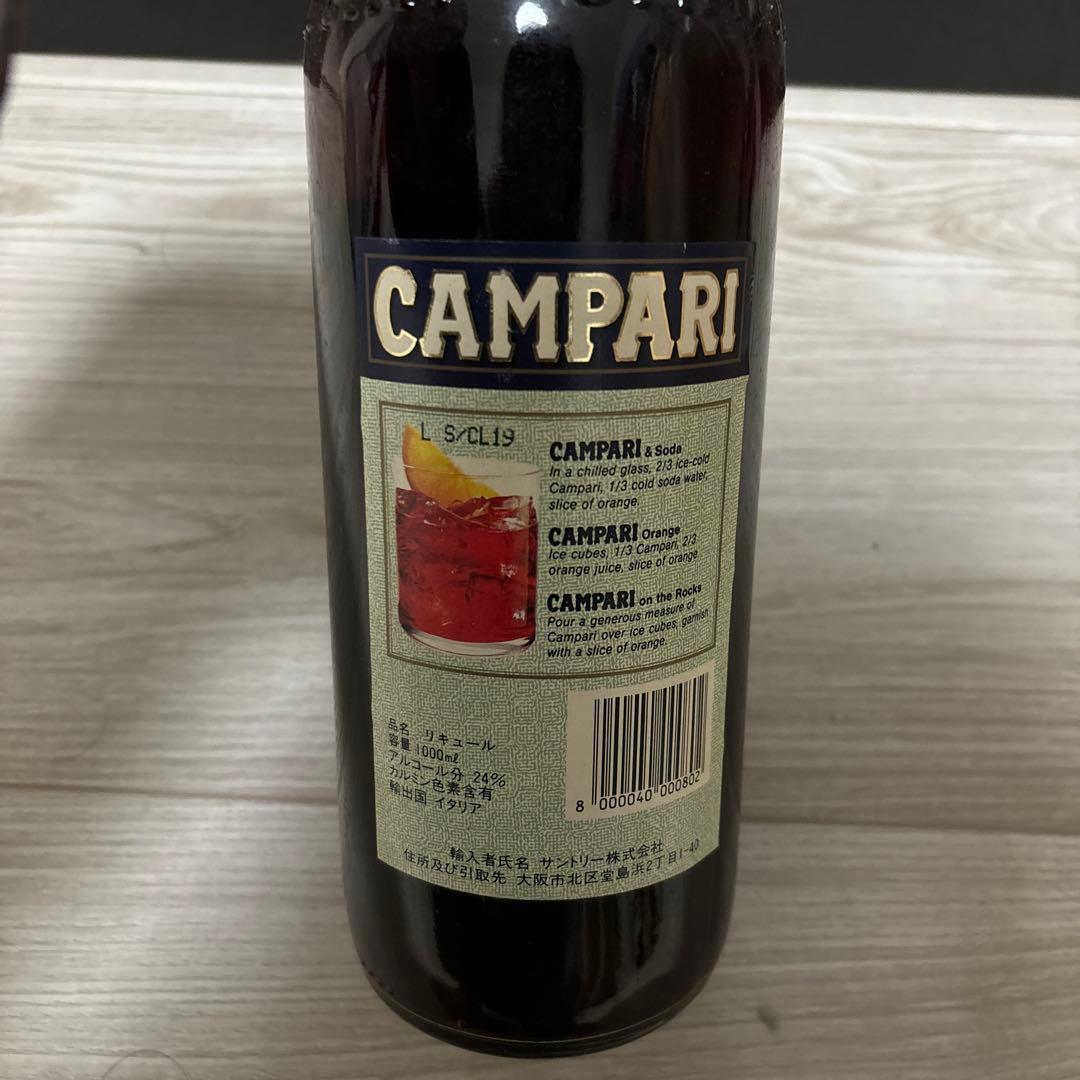 CAMPARI
L S/CL19
CAMPARI & Soda
In a chilled glass, 2/3 ice-cold
Campari, 1/3 cold soda water,
slice of orange.
CAMPARI Orange
Ice cubes, 1/3 Campari, 2/3
orange juice, slice of orange.
CAMPARI on the Rocks
Pour a generous measure of
Campari over ice cubes, garnish
with a slice of orange.
品名 リキュール
容量 1000ml
アルコール分 24%
カルミン色素含有
輸出国 イタリア
8 000040 000802
輸入者氏名 サントリー株式会社
住所及び引取先 大阪市北区堂島浜2丁目1-40